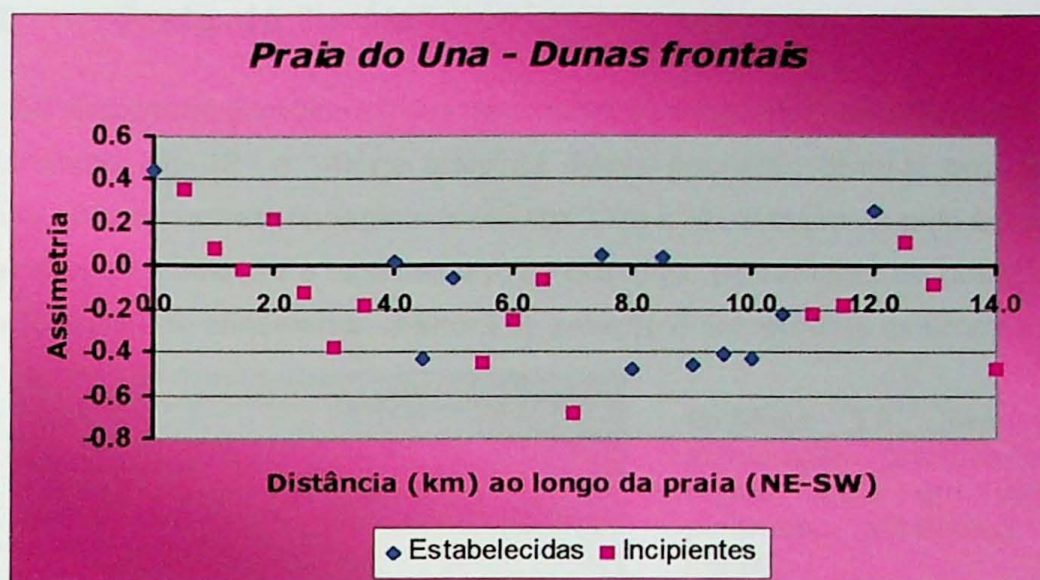 Praia do Una - Dunas frontais
Assimetria
0.6
0.4
0.2
0.0
-0.2
-0.4
-0.6
-0.8
0.0 2.0 4.0 6.0 8.0 10.0 12.0 14.0
Distância (km) ao longo da praia (NE-SW)
Estabelecidas Incipientes